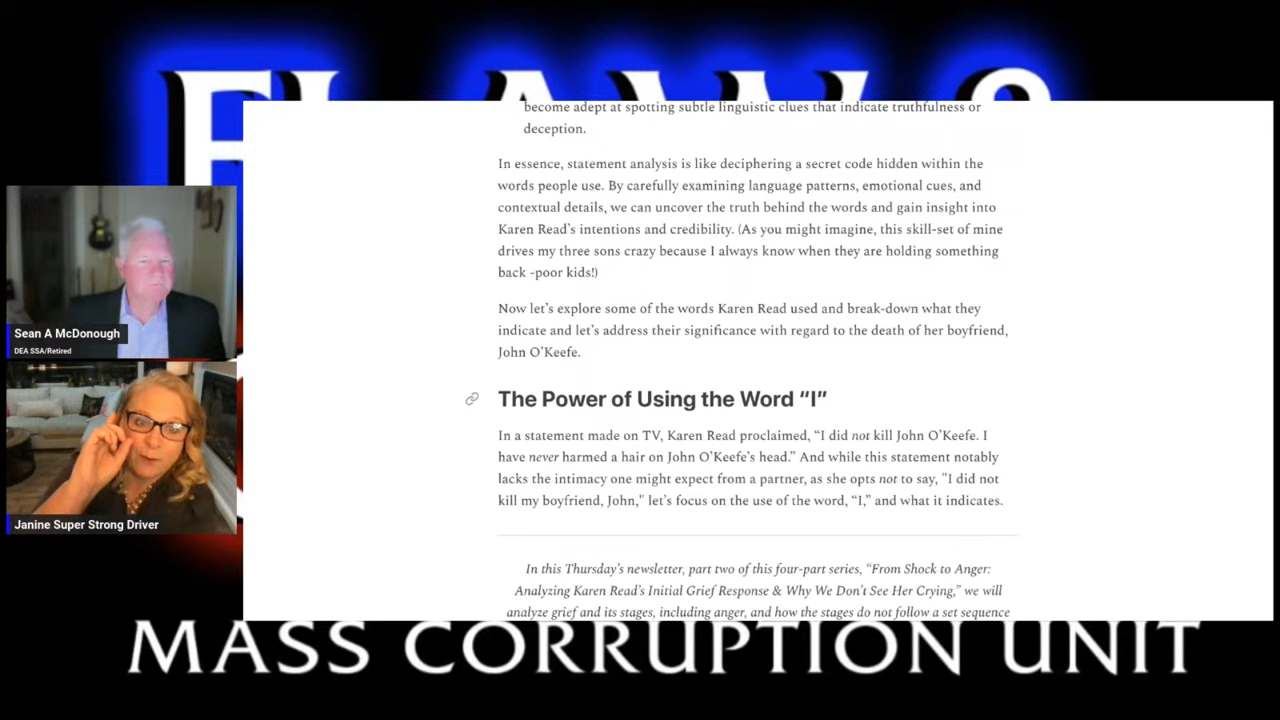 become adept at spotting subtle linguistic clues that indicate truthfulness or
deception.
In essence, statement analysis is like deciphering a secret code hidden within the
words people use. By carefully examining language patterns, emotional cues, and
contextual details, we can uncover the truth behind the words and gain insight into
Karen Read’s intentions and credibility. (As you might imagine, this skill-set of mine
drives my three sons crazy because I always know when they are holding something
back -poor kids!)
Now let’s explore some of the words Karen Read used and break-down what they
indicate and let’s address their significance with regard to the death of her boyfriend,
John O’Keefe.
The Power of Using the Word “I”
In a statement made on TV, Karen Read proclaimed, “I did not kill John O’Keefe. I
have never harmed a hair on John O’Keefe’s head.” And while this statement notably
lacks the intimacy one might expect from a partner, as she opts not to say, "I did not
kill my boyfriend, John," let’s focus on the use of the word, “I,” and what it indicates.
In this Thursday’s newsletter, part two of this four-part series, “From Shock to Anger:
Analyzing Karen Read’s Initial Grief Response & Why We Don’t See Her Crying,” we will
analyze grief and its stages, including anger, and how the stages do not follow a set sequence
Sean A McDonough
DEA SSA/Retired
Janine Super Strong Driver
MASS CORRUPTION UNIT